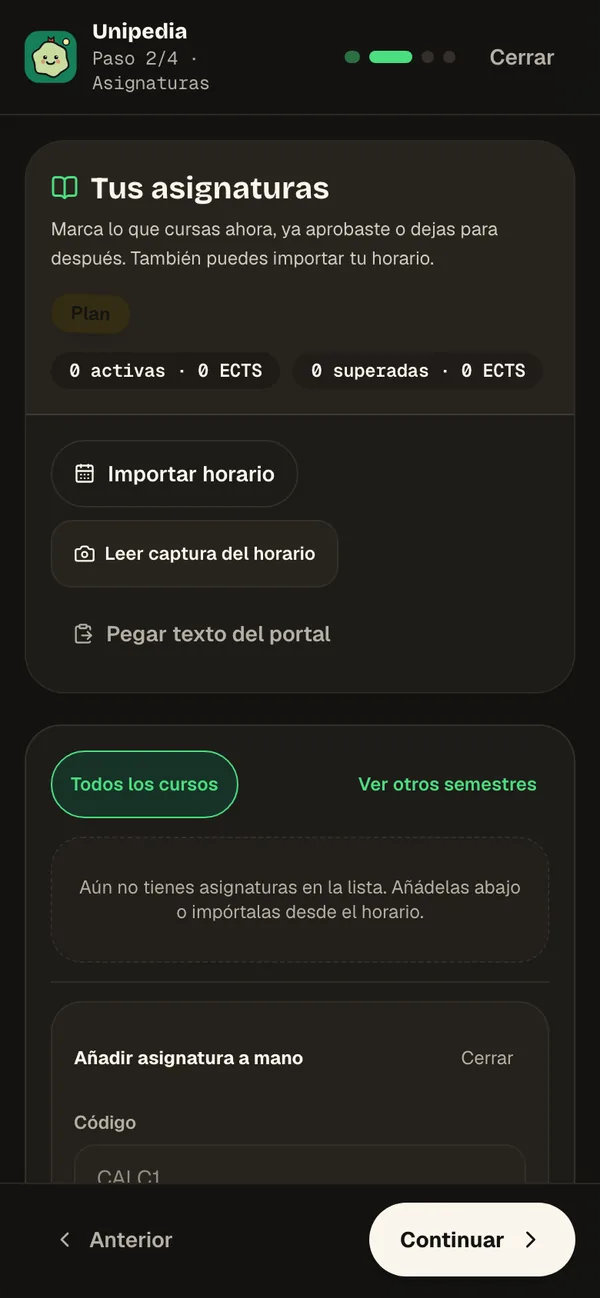 Unipedia
Paso 2/4 ·
Asignaturas
Cerrar
Tus asignaturas
Marca lo que cursas ahora, ya aprobaste o dejas para
después. También puedes importar tu horario.
Plan
0 activas · 0 ECTS
0 superadas · 0 ECTS
Importar horario
Leer captura del horario
Pegar texto del portal
Todos los cursos
Ver otros semestres
Aún no tienes asignaturas en la lista. Añádelas abajo
o impórtalas desde el horario.
Añadir asignatura a mano
Cerrar
Código
CALC1
Anterior
Continuar